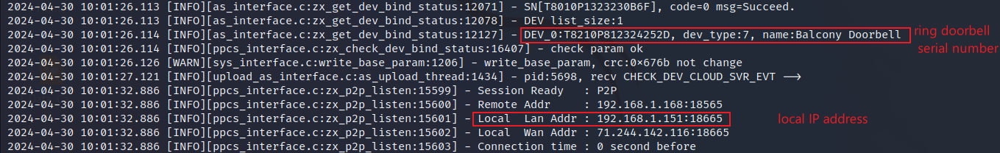 2024-04-30 10:01:26.113 [INFO][as_interface.c:zx_get_dev_bind_status:12071] - SN[T8010P1323230B6F], code=0 msg=Succeed.
2024-04-30 10:01:26.113 [INFO][as_interface.c:zx_get_dev_bind_status:12078] - DEV list_size:1
2024-04-30 10:01:26.114 [INFO][as_interface.c:zx_get_dev_bind_status:12127] - DEV_0:T8210P812324252D, dev_type:7, name:Balcony Doorbell
ring doorbell
serial number
2024-04-30 10:01:26.114 [INFO][ppcs_interface.c:zx_check_dev_bind_status:16407] - check param ok
2024-04-30 10:01:26.126 [WARN][sys_interface.c:write_base_param:1206] - write_base_param, crc:0×676b not change
2024-04-30 10:01:27.121 [INFO][upload_as_interface.c:as_upload_thread:1434] - pid:5698, recv CHECK_DEV_CLOUD_SVR_EVT -->
2024-04-30 10:01:32.886 [INFO][ppcs_interface.c:zx_p2p_listen:15599] - Session Ready : P2P
2024-04-30 10:01:32.886 [INFO][ppcs_interface.c:zx_p2p_listen:15600] - Remote Addr : 192.168.1.168:18565
2024-04-30 10:01:32.886 [INFO][ppcs_interface.c:zx_p2p_listen:15601] - Local Lan Addr : 192.168.1.151:18665
local IP address
2024-04-30 10:01:32.886 [INFO][ppcs_interface.c:zx_p2p_listen:15602] - Local Wan Addr : 71.244.142.116:18665
2024-04-30 10:01:32.886 [INFO][ppcs_interface.c:zx_p2p_listen:15603] - Connection time : 0 second before